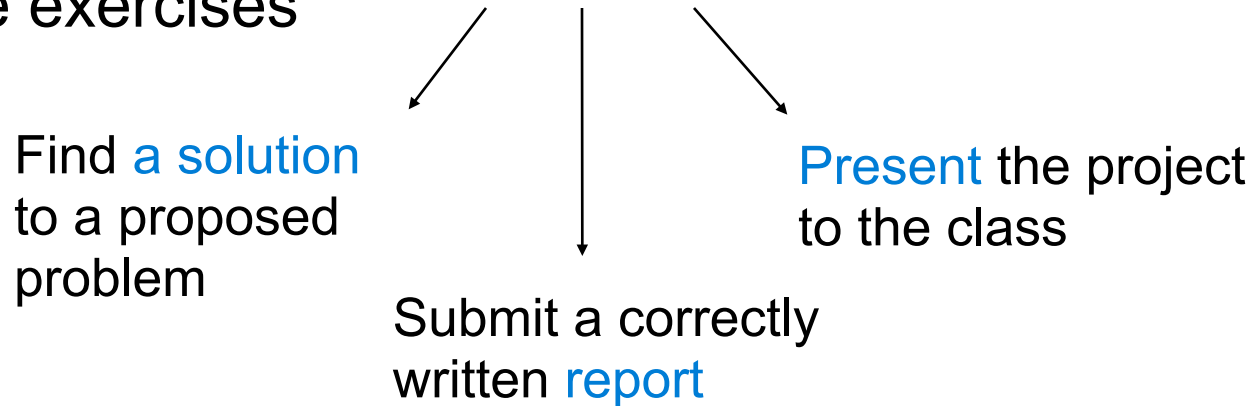 e exercises
Find a solution
to a proposed
problem
Present the project
to the class
Submit a correctly
written report